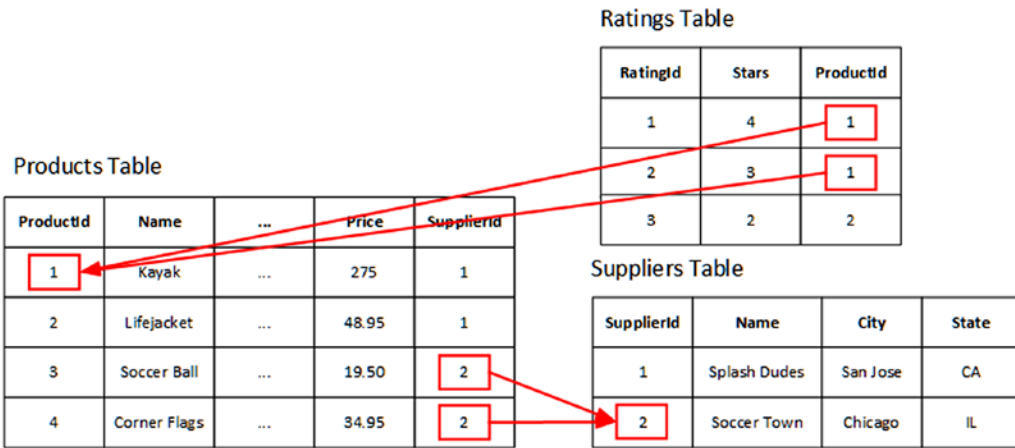 Ratings Table
RatingId Stars ProductId
1 4 1
2 3 1
3 2 2
Products Table
ProductId Name ... Price SupplierId
1 Kayak ... 275 1
2 Lifejacket ... 48.95 1
3 Soccer Ball ... 19.50 2
4 Corner Flags ... 34.95 2
Suppliers Table
SupplierId Name City State
1 Splash Dudes San Jose CA
2 Soccer Town Chicago IL